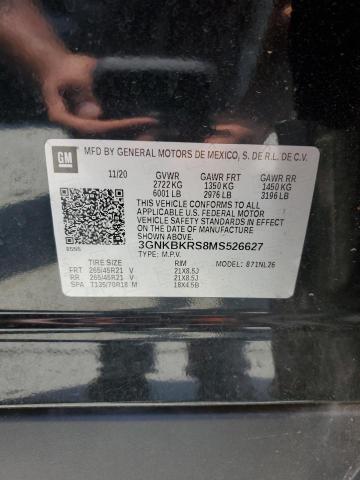 GM
MFD BY GENERAL MOTORS DE MEXICO, S. DE R.L. DE C.V.
11/20 GVWR GAWR FRT GAWR RR
2722 KG 1350 KG 1450 KG
6001 LB 2976 LB 3196 LB
THIS VEHICLE CONFORMS TO ALL
APPLICABLE U.S. FEDERAL MOTOR
VEHICLE SAFETY STANDARDS IN EFFECT ON
THE DATE OF MANUFACTURE SHOWN ABOVE.
3GNKBKRS8MS526627
TYPE: M.P.V. MODEL: 871NL26
TIRE SIZE RIM
FRT 265/45R21 V 21X8.5J
RR 265/45R21 V 21X8.5J
SPA T135/70R18 M 18X4.5B